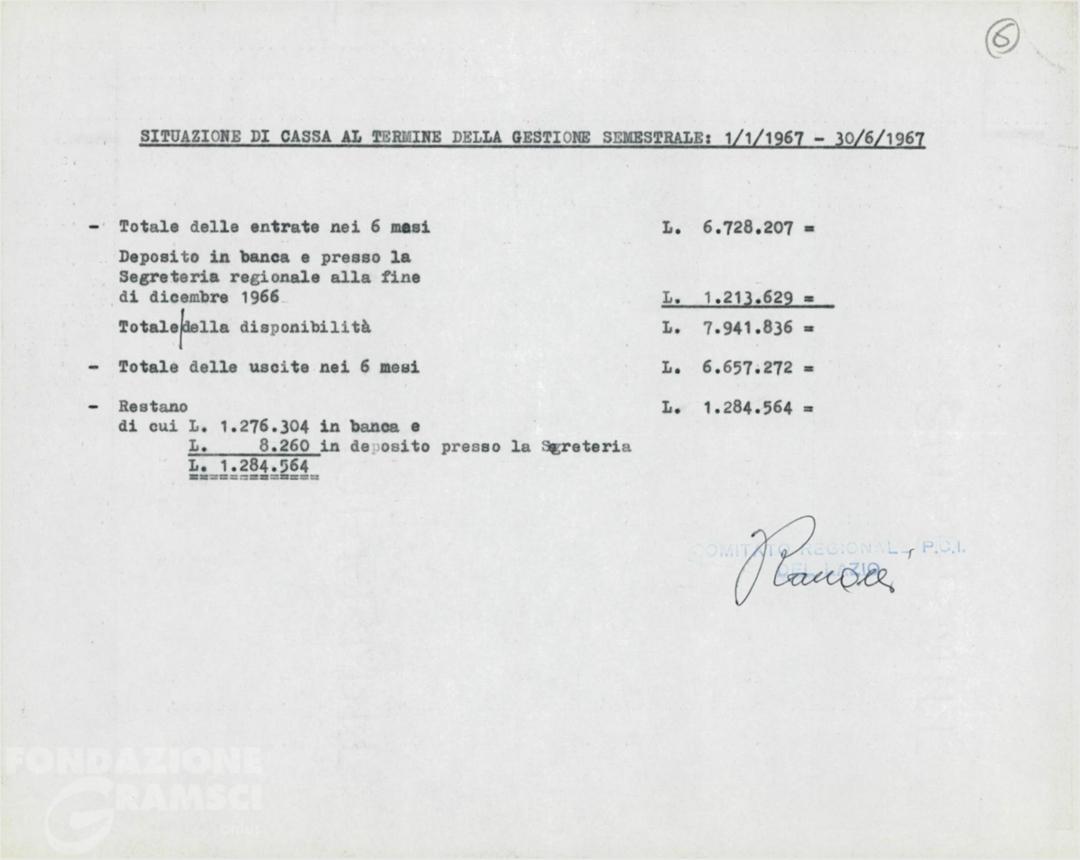 6
SITUAZIONE DI CASSA AL TERMINE DELLA GESTIONE SEMESTRALE: 1/1/1967 - 30/6/1967
- Totale delle entrate nei 6 mesi L. 6.728.207 =
Deposito in banca e presso la
Segreteria regionale alla fine
di dicembre 1966 L. 1.213.629 =
Totale della disponibilità L. 7.941.836 =
- Totale delle uscite nei 6 mesi L. 6.657.272 =
- Restano L. 1.284.564 =
di cui L. 1.276.304 in banca e
L. 8.260 in deposito presso la Segreteria
L. 1.284.564
COMITATO REGIONALE P.C.I.
DEL LAZIO
FONDAZIONE
GRAMSCI
onlus